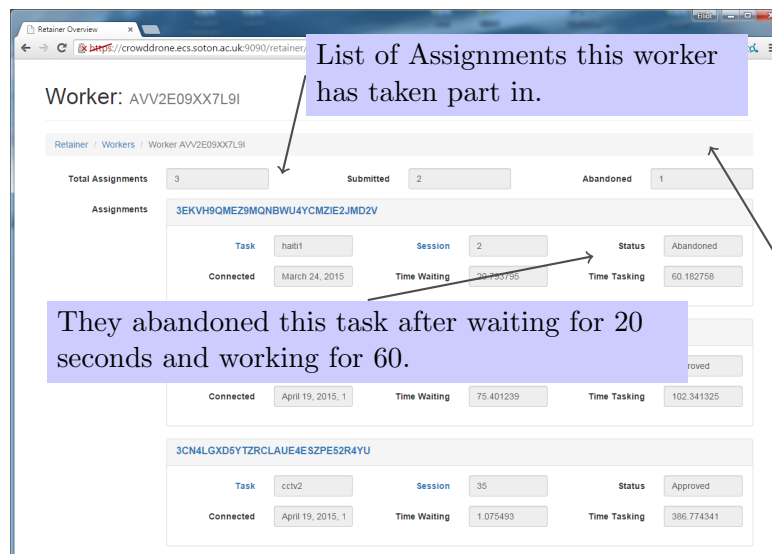 Retainer Overview
Elliot
https://crowddrone.ecs.soton.ac.uk:9090/retainer/
List of Assignments this worker
has taken part in.
Worker: AVV2E09XX7L9I
Retainer / Workers / Worker AVV2E09XX7L9I
Total Assignments 3 Submitted 2 Abandoned 1
Assignments 3EKVH9QMEZ9MQNBWU4YCMZIE2JMD2V
Task haiti1 Session 2 Status Abandoned
Connected March 24, 2015 Time Waiting 20.793795 Time Tasking 60.182758
They abandoned this task after waiting for 20
seconds and working for 60.
Connected April 19, 2015, 1 Time Waiting 75.401239 Time Tasking 102.341325
3CN4LGXD5YTZRCLAUE4ESZPE52R4YU
Task cctv2 Session 35 Status Approved
Connected April 19, 2015, 1 Time Waiting 1.075493 Time Tasking 386.774341